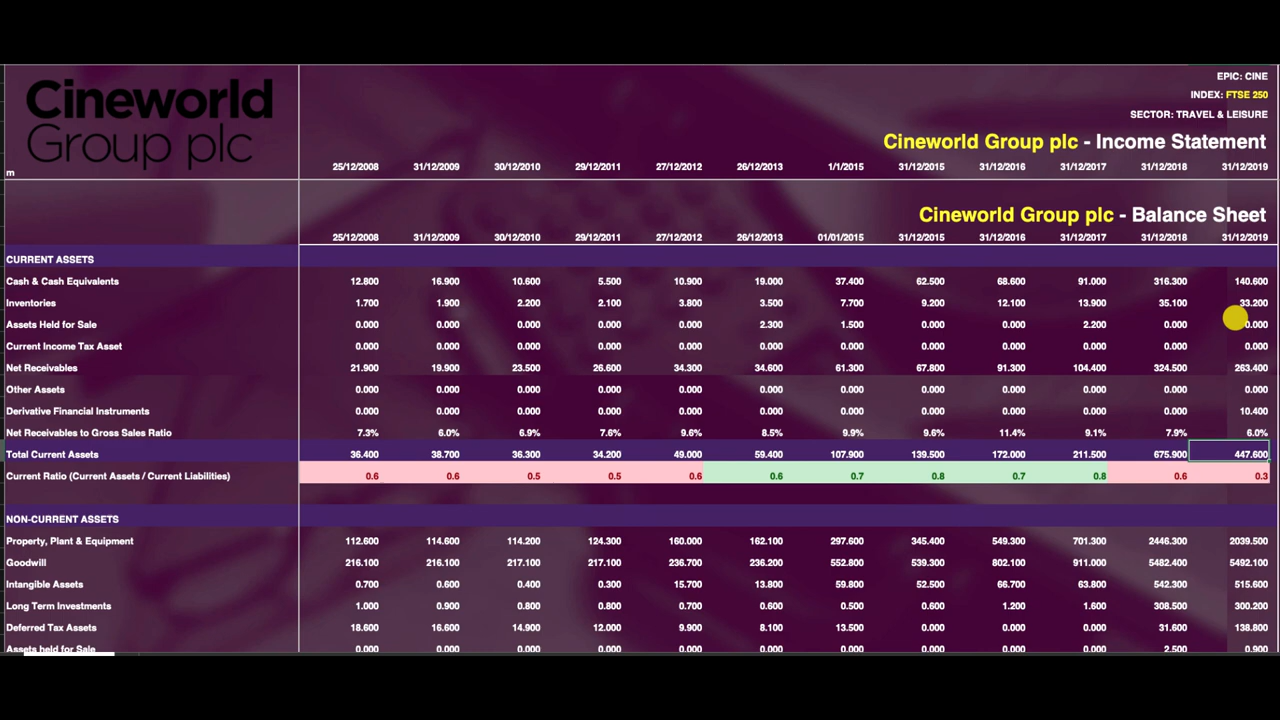 Cineworld
Group plc
EPIC: CINE
INDEX: FTSE 250
SECTOR: TRAVEL & LEISURE
Cineworld Group plc - Income Statement
m 25/12/2008 31/12/2009 30/12/2010 29/12/2011 27/12/2012 26/12/2013 1/1/2015 31/12/2015 31/12/2016 31/12/2017 31/12/2018 31/12/2019
Cineworld Group plc - Balance Sheet
25/12/2008 31/12/2009 30/12/2010 29/12/2011 27/12/2012 26/12/2013 01/01/2015 31/12/2015 31/12/2016 31/12/2017 31/12/2018 31/12/2019
CURRENT ASSETS
Cash & Cash Equivalents 12.800 16.900 10.600 5.500 10.900 19.000 37.400 62.500 68.600 91.000 316.300 140.600
Inventories 1.700 1.900 2.200 2.100 3.800 3.500 7.700 9.200 12.100 13.900 35.100 33.200
Assets Held for Sale 0.000 0.000 0.000 0.000 0.000 2.300 1.500 0.000 0.000 2.200 0.000 0.000
Current Income Tax Asset 0.000 0.000 0.000 0.000 0.000 0.000 0.000 0.000 0.000 0.000 0.000 0.000
Net Receivables 21.900 19.900 23.500 26.600 34.300 34.600 61.300 67.800 91.300 104.400 324.500 263.400
Other Assets 0.000 0.000 0.000 0.000 0.000 0.000 0.000 0.000 0.000 0.000 0.000 0.000
Derivative Financial Instruments 0.000 0.000 0.000 0.000 0.000 0.000 0.000 0.000 0.000 0.000 0.000 10.400
Net Receivables to Gross Sales Ratio 7.3% 6.0% 6.9% 7.6% 9.6% 8.5% 9.9% 9.6% 11.4% 9.1% 7.9% 6.0%
Total Current Assets 36.400 38.700 36.300 34.200 49.000 59.400 107.900 139.500 172.000 211.500 675.900 447.600
Current Ratio (Current Assets / Current Liabilities) 0.6 0.6 0.5 0.5 0.6 0.6 0.7 0.8 0.7 0.8 0.6 0.3
NON-CURRENT ASSETS
Property, Plant & Equipment 112.600 114.600 114.200 124.300 160.000 162.100 297.600 345.400 549.300 701.300 2446.300 2039.500
Goodwill 216.100 216.100 217.100 217.100 236.700 236.200 552.800 539.300 802.100 911.000 5482.400 5492.100
Intangible Assets 0.700 0.600 0.400 0.300 15.700 13.800 59.800 52.500 66.700 63.800 542.300 515.600
Long Term Investments 1.000 0.900 0.800 0.800 0.700 0.600 0.500 0.600 1.200 1.600 308.500 300.200
Deferred Tax Assets 18.600 16.600 14.900 12.000 9.900 8.100 13.500 0.000 0.000 0.000 31.600 138.800
Assets held for Sale 0.000 0.000 0.000 0.000 0.000 0.000 0.000 0.000 0.000 0.000 2.500 0.900